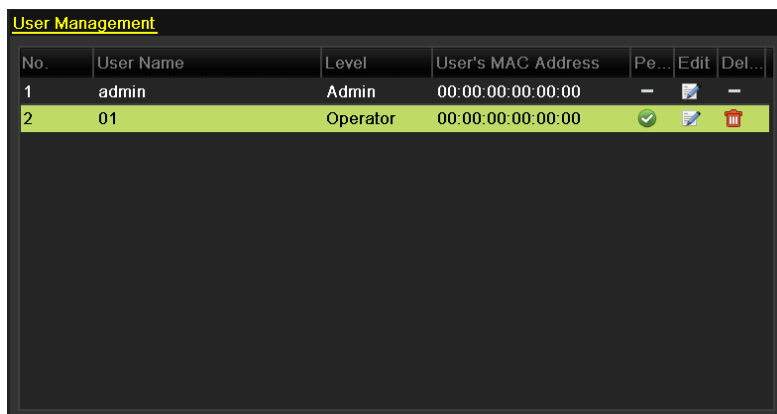 User Management
No. User Name Level User's MAC Address Pe... Edit Del...
1 admin Admin 00:00:00:00:00:00 –
2 01 Operator 00:00:00:00:00:00